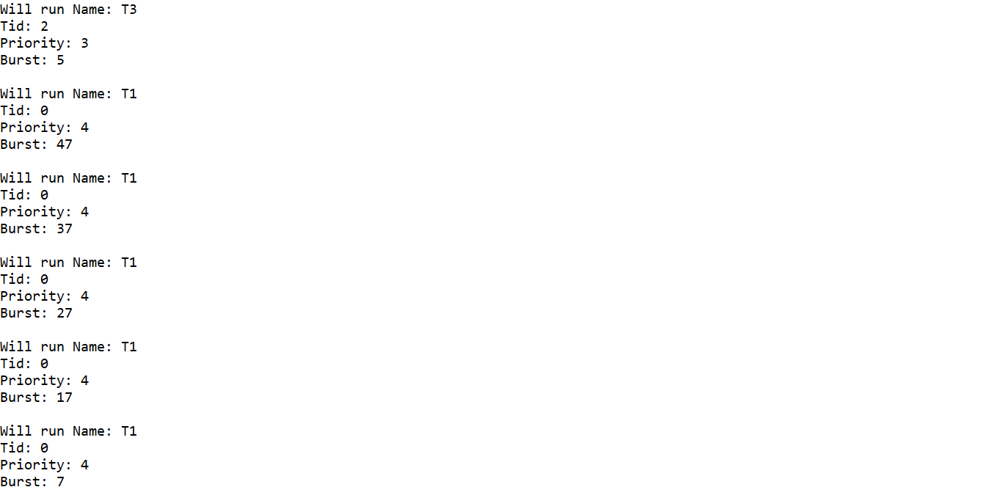 Will run Name: T3
Tid: 2
Priority: 3
Burst: 5
Will run Name: T1
Tid: 0
Priority: 4
Burst: 47
Will run Name: T1
Tid: 0
Priority: 4
Burst: 37
Will run Name: T1
Tid: 0
Priority: 4
Burst: 27
Will run Name: T1
Tid: 0
Priority: 4
Burst: 17
Will run Name: T1
Tid: 0
Priority: 4
Burst: 7